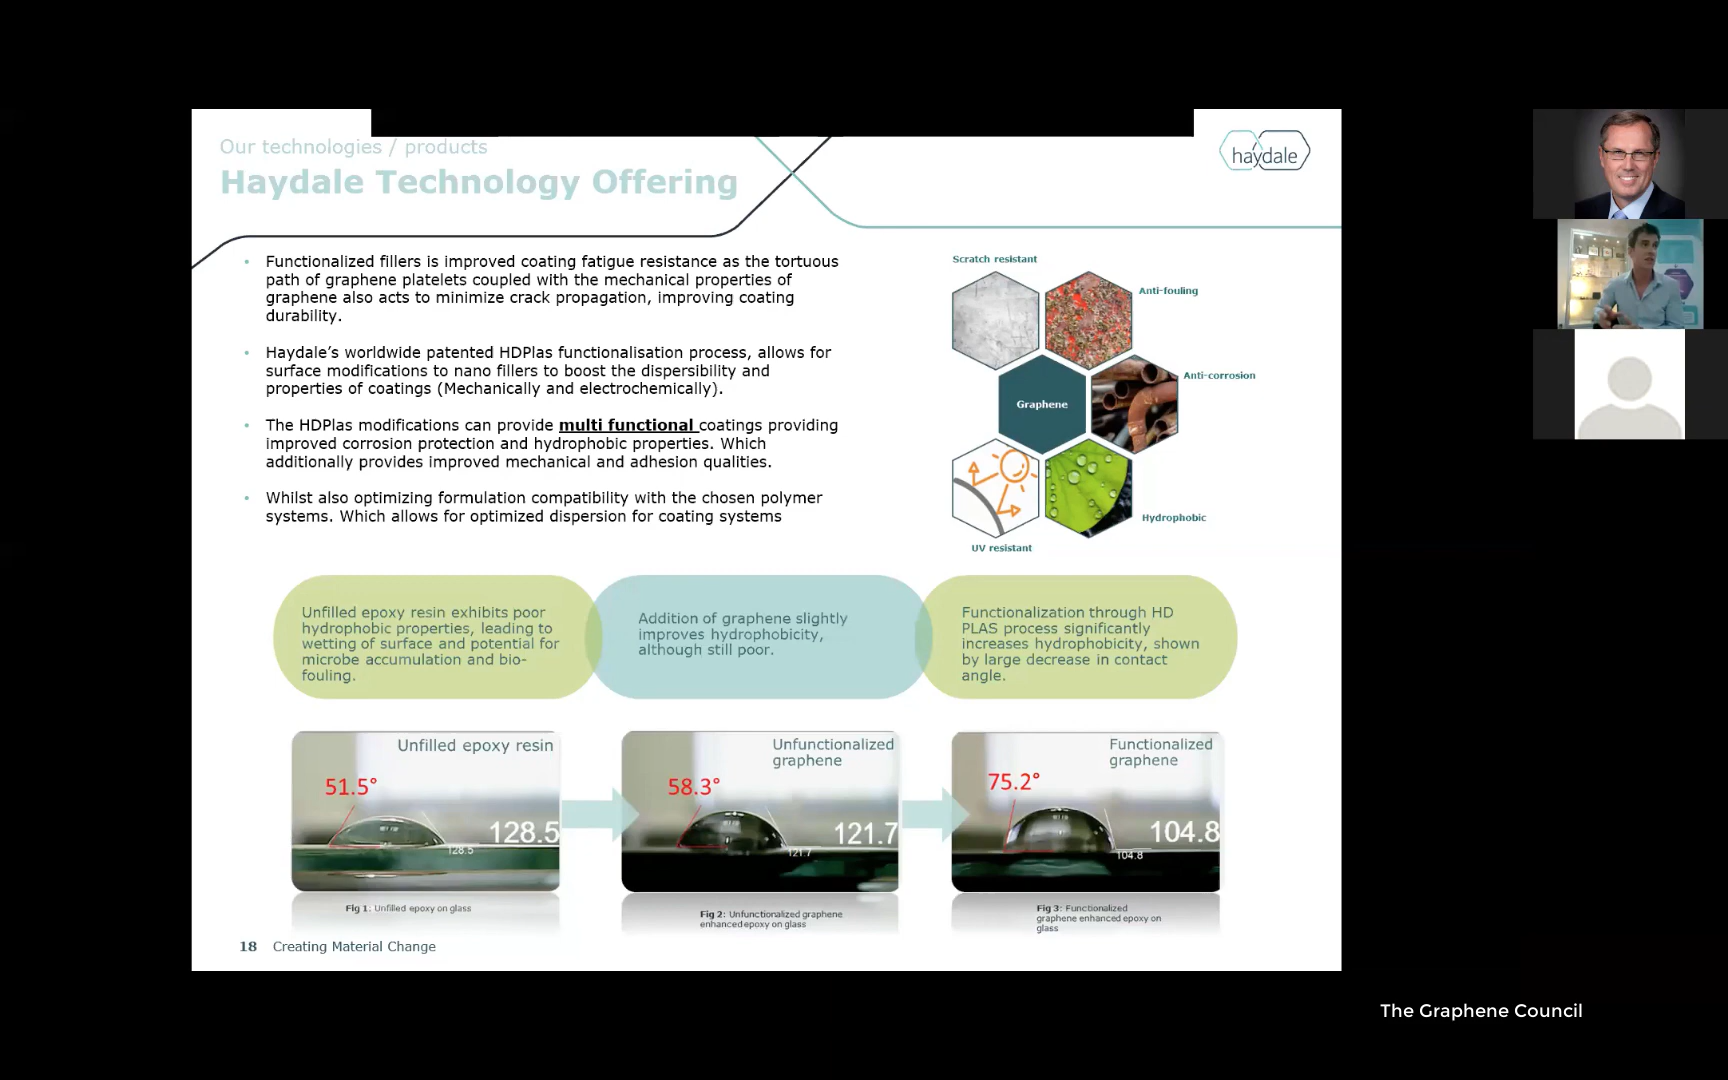 Our technologies / products
Haydale Technology Offering
haydale
• Functionalized fillers is improved coating fatigue resistance as the tortuous
path of graphene platelets coupled with the mechanical properties of
graphene also acts to minimize crack propagation, improving coating
durability.
• Haydale’s worldwide patented HDPlas functionalisation process, allows for
surface modifications to nano fillers to boost the dispersibility and
properties of coatings (Mechanically and electrochemically).
• The HDPlas modifications can provide multi functional coatings providing
improved corrosion protection and hydrophobic properties. Which
additionally provides improved mechanical and adhesion qualities.
• Whilst also optimizing formulation compatibility with the chosen polymer
systems. Which allows for optimized dispersion for coating systems
Scratch resistant
Anti-fouling
Anti-corrosion
Graphene
Hydrophobic
UV resistant
Unfilled epoxy resin exhibits poor
hydrophobic properties, leading to
wetting of surface and potential for
microbe accumulation and bio-
fouling.
Addition of graphene slightly
improves hydrophobicity,
although still poor.
Functionalization through HD
PLAS process significantly
increases hydrophobicity, shown
by large decrease in contact
angle.
Unfilled epoxy resin
51.5°
128.5
128.5
Fig 1: Unfilled epoxy on glass
Unfunctionalized
graphene
58.3°
121.7
121.7
Fig 2: Unfunctionalized graphene
enhanced epoxy on glass
Functionalized
graphene
75.2°
104.8
104.8
Fig 3: Functionalized
graphene enhanced epoxy on
glass
18 Creating Material Change
The Graphene Council